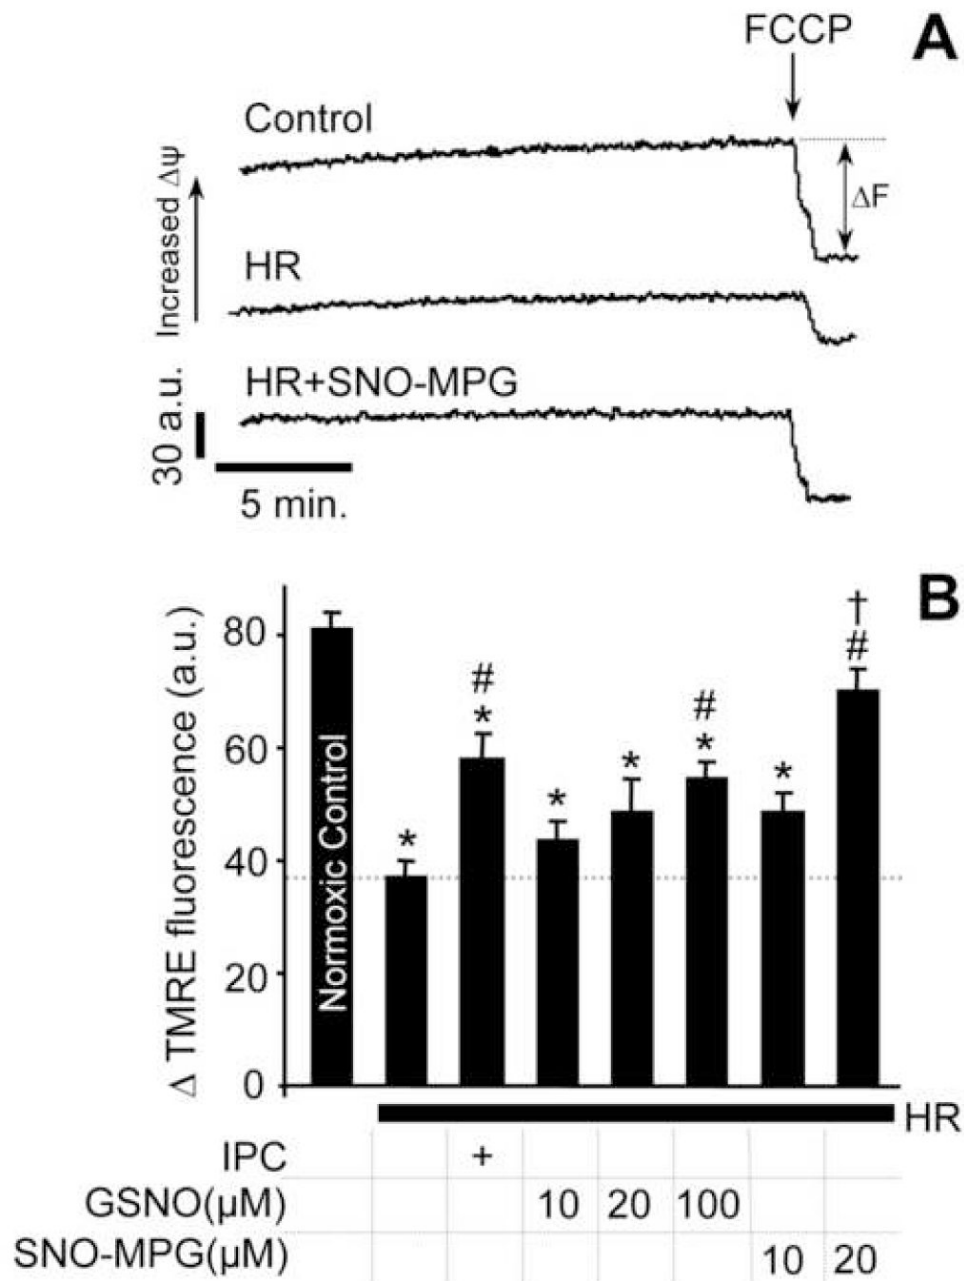 FCCP
A
Control
ΔF
Increased Δψ
HR
HR+SNO-MPG
30 a.u.
5 min.
B
Δ TMRE fluorescence (a.u.)
80
60
40
20
0
Normoxic Control
*
#
*
*
*
#
*
*
†
#
HR
IPC +
GSNO(µM) 10 20 100
SNO-MPG(µM) 10 20